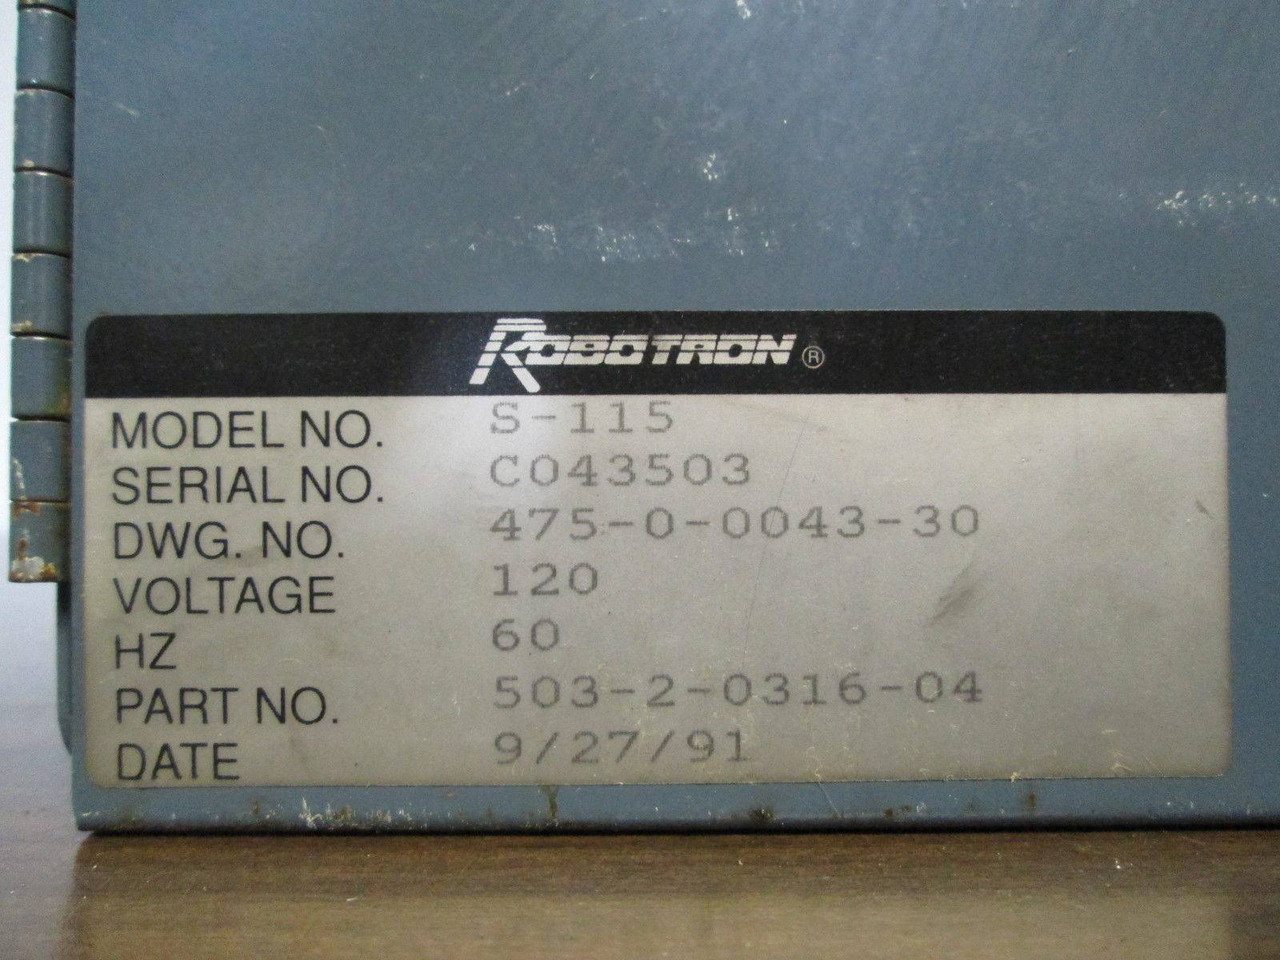 ROBOTRON ®
MODEL NO. S-115
SERIAL NO. C043503
DWG. NO. 475-0-0043-30
VOLTAGE 120
HZ 60
PART NO. 503-2-0316-04
DATE 9/27/91